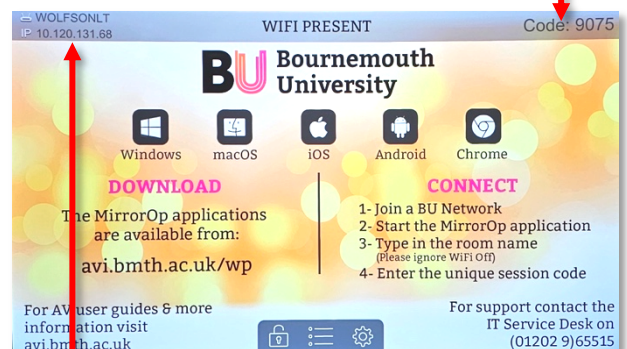 WOLFSONLT
IP 10.120.131.68
WIFI PRESENT
Code: 9075
BU Bournemouth
University
Windows macOS iOS Android Chrome
DOWNLOAD
The MirrorOp applications
are available from:
avi.bmth.ac.uk/wp
CONNECT
1- Join a BU Network
2- Start the MirrorOp application
3- Type in the room name
(Please ignore WiFi Off)
4- Enter the unique session code
For AV user guides & more
information visit
avi.bmth.ac.uk
For support contact the
IT Service Desk on
(01202 9)65515